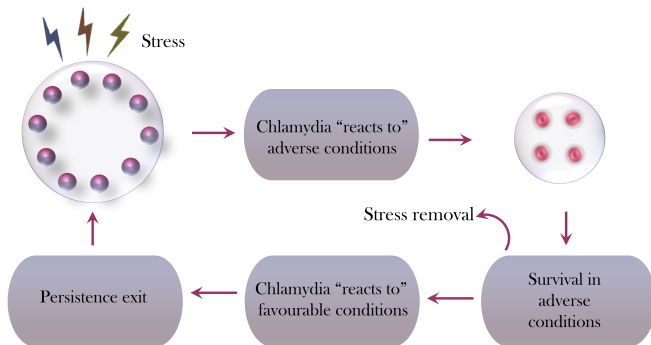 Stress
Chlamydia “reacts to”
adverse conditions
Stress removal
Persistence exit
Chlamydia “reacts to”
favourable conditions
Survival in
adverse
conditions